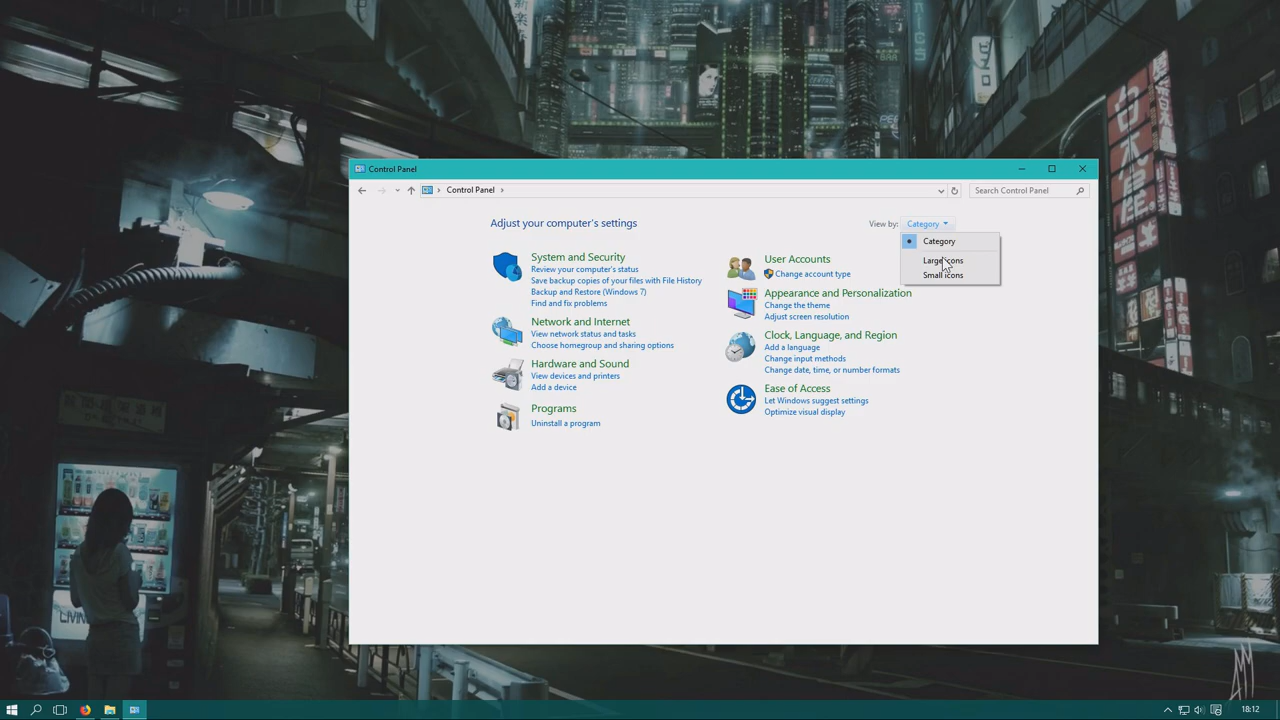 Control Panel
Control Panel
Search Control Panel
Adjust your computer's settings
View by: Category
Category
Large icons
Small icons
System and Security
Review your computer's status
Save backup copies of your files with File History
Backup and Restore (Windows 7)
Find and fix problems
Network and Internet
View network status and tasks
Choose homegroup and sharing options
Hardware and Sound
View devices and printers
Add a device
Programs
Uninstall a program
User Accounts
Change account type
Appearance and Personalization
Change the theme
Adjust screen resolution
Clock, Language, and Region
Add a language
Change input methods
Change date, time, or number formats
Ease of Access
Let Windows suggest settings
Optimize visual display
LIVIN
18:12